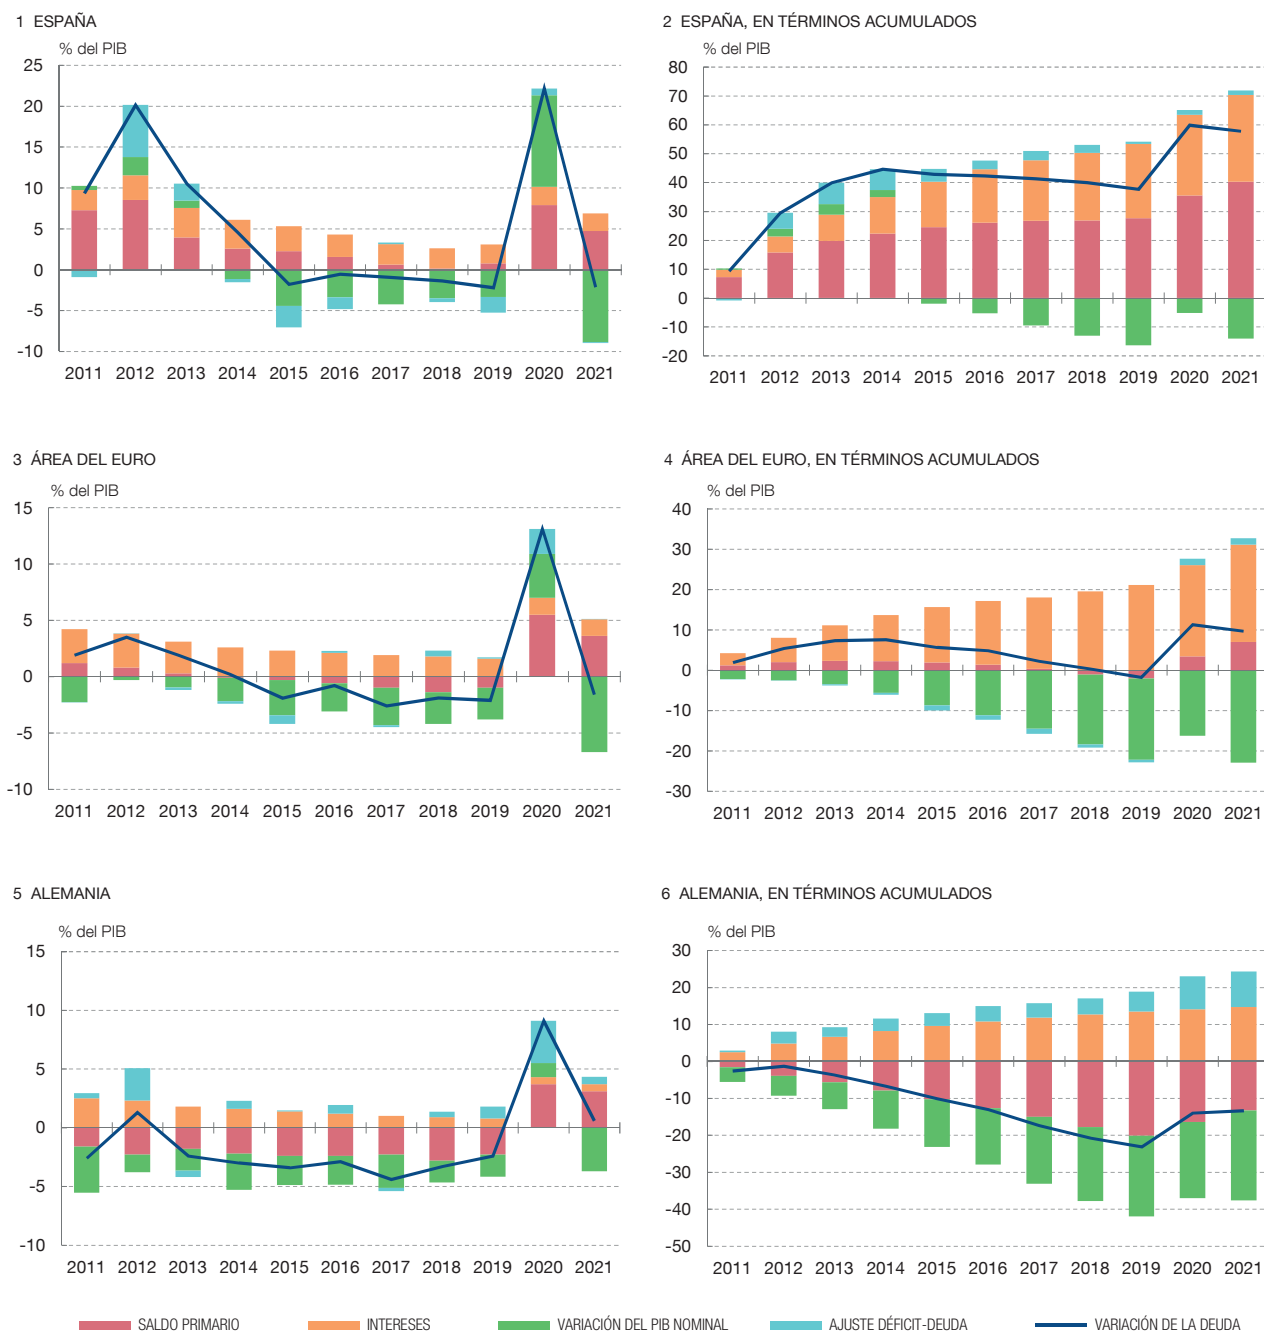 1 ESPAÑA
% del PIB
25
20
15
10
5
0
-5
-10
2011 2012 2013 2014 2015 2016 2017 2018 2019 2020 2021
2 ESPAÑA, EN TÉRMINOS ACUMULADOS
% del PIB
80
70
60
50
40
30
20
10
0
-10
-20
2011 2012 2013 2014 2015 2016 2017 2018 2019 2020 2021
3 ÁREA DEL EURO
% del PIB
15
10
5
0
-5
-10
2011 2012 2013 2014 2015 2016 2017 2018 2019 2020 2021
4 ÁREA DEL EURO, EN TÉRMINOS ACUMULADOS
% del PIB
40
30
20
10
0
-10
-20
-30
2011 2012 2013 2014 2015 2016 2017 2018 2019 2020 2021
5 ALEMANIA
% del PIB
15
10
5
0
-5
-10
2011 2012 2013 2014 2015 2016 2017 2018 2019 2020 2021
6 ALEMANIA, EN TÉRMINOS ACUMULADOS
% del PIB
30
20
10
0
-10
-20
-30
-40
-50
2011 2012 2013 2014 2015 2016 2017 2018 2019 2020 2021
SALDO PRIMARIO INTERESES VARIACIÓN DEL PIB NOMINAL AJUSTE DÉFICIT-DEUDA VARIACIÓN DE LA DEUDA